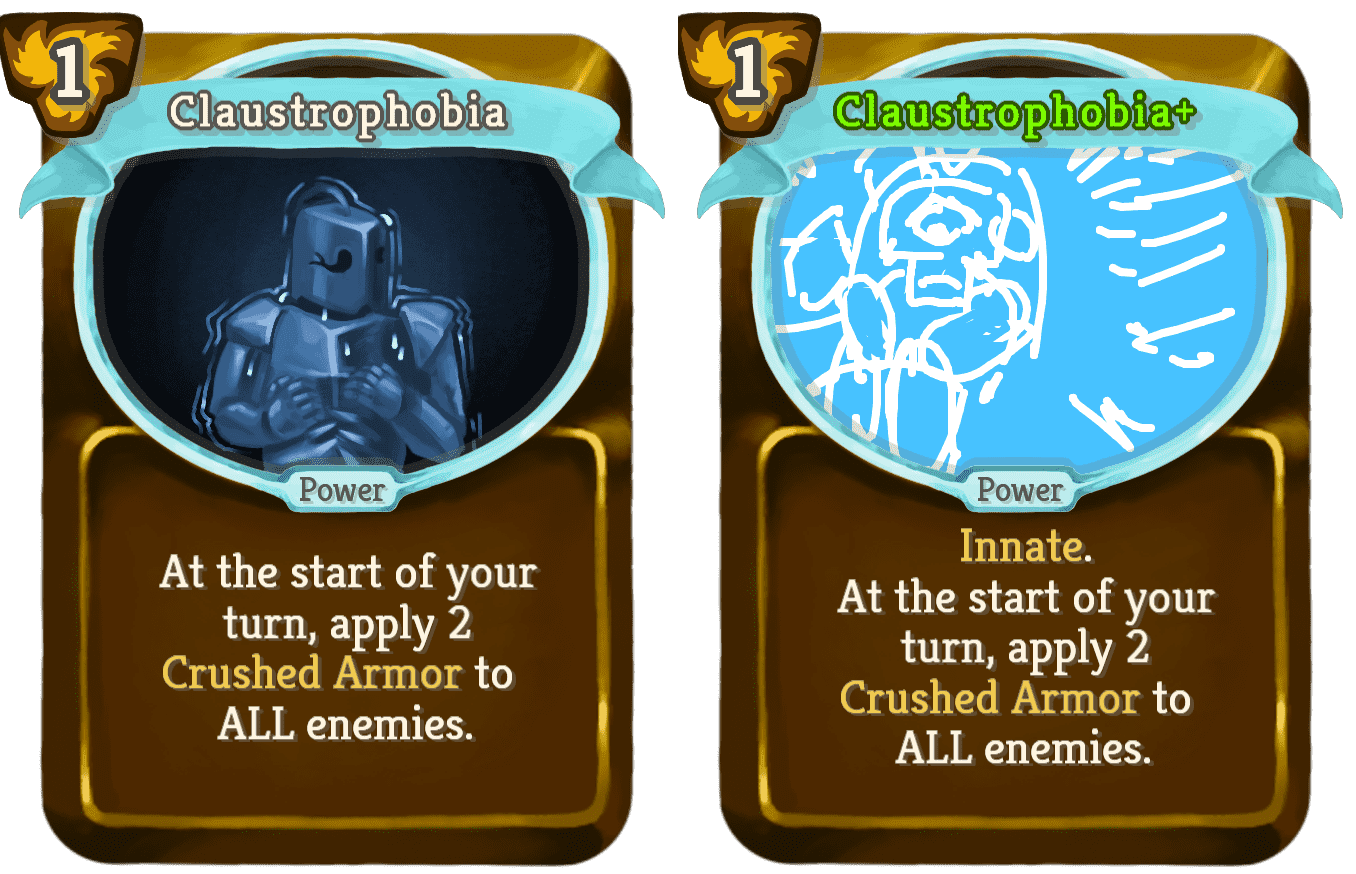 1
Claustrophobia
Power
At the start of your
turn, apply 2
Crushed Armor to
ALL enemies.
1
Claustrophobia+
Power
Innate.
At the start of your
turn, apply 2
Crushed Armor to
ALL enemies.